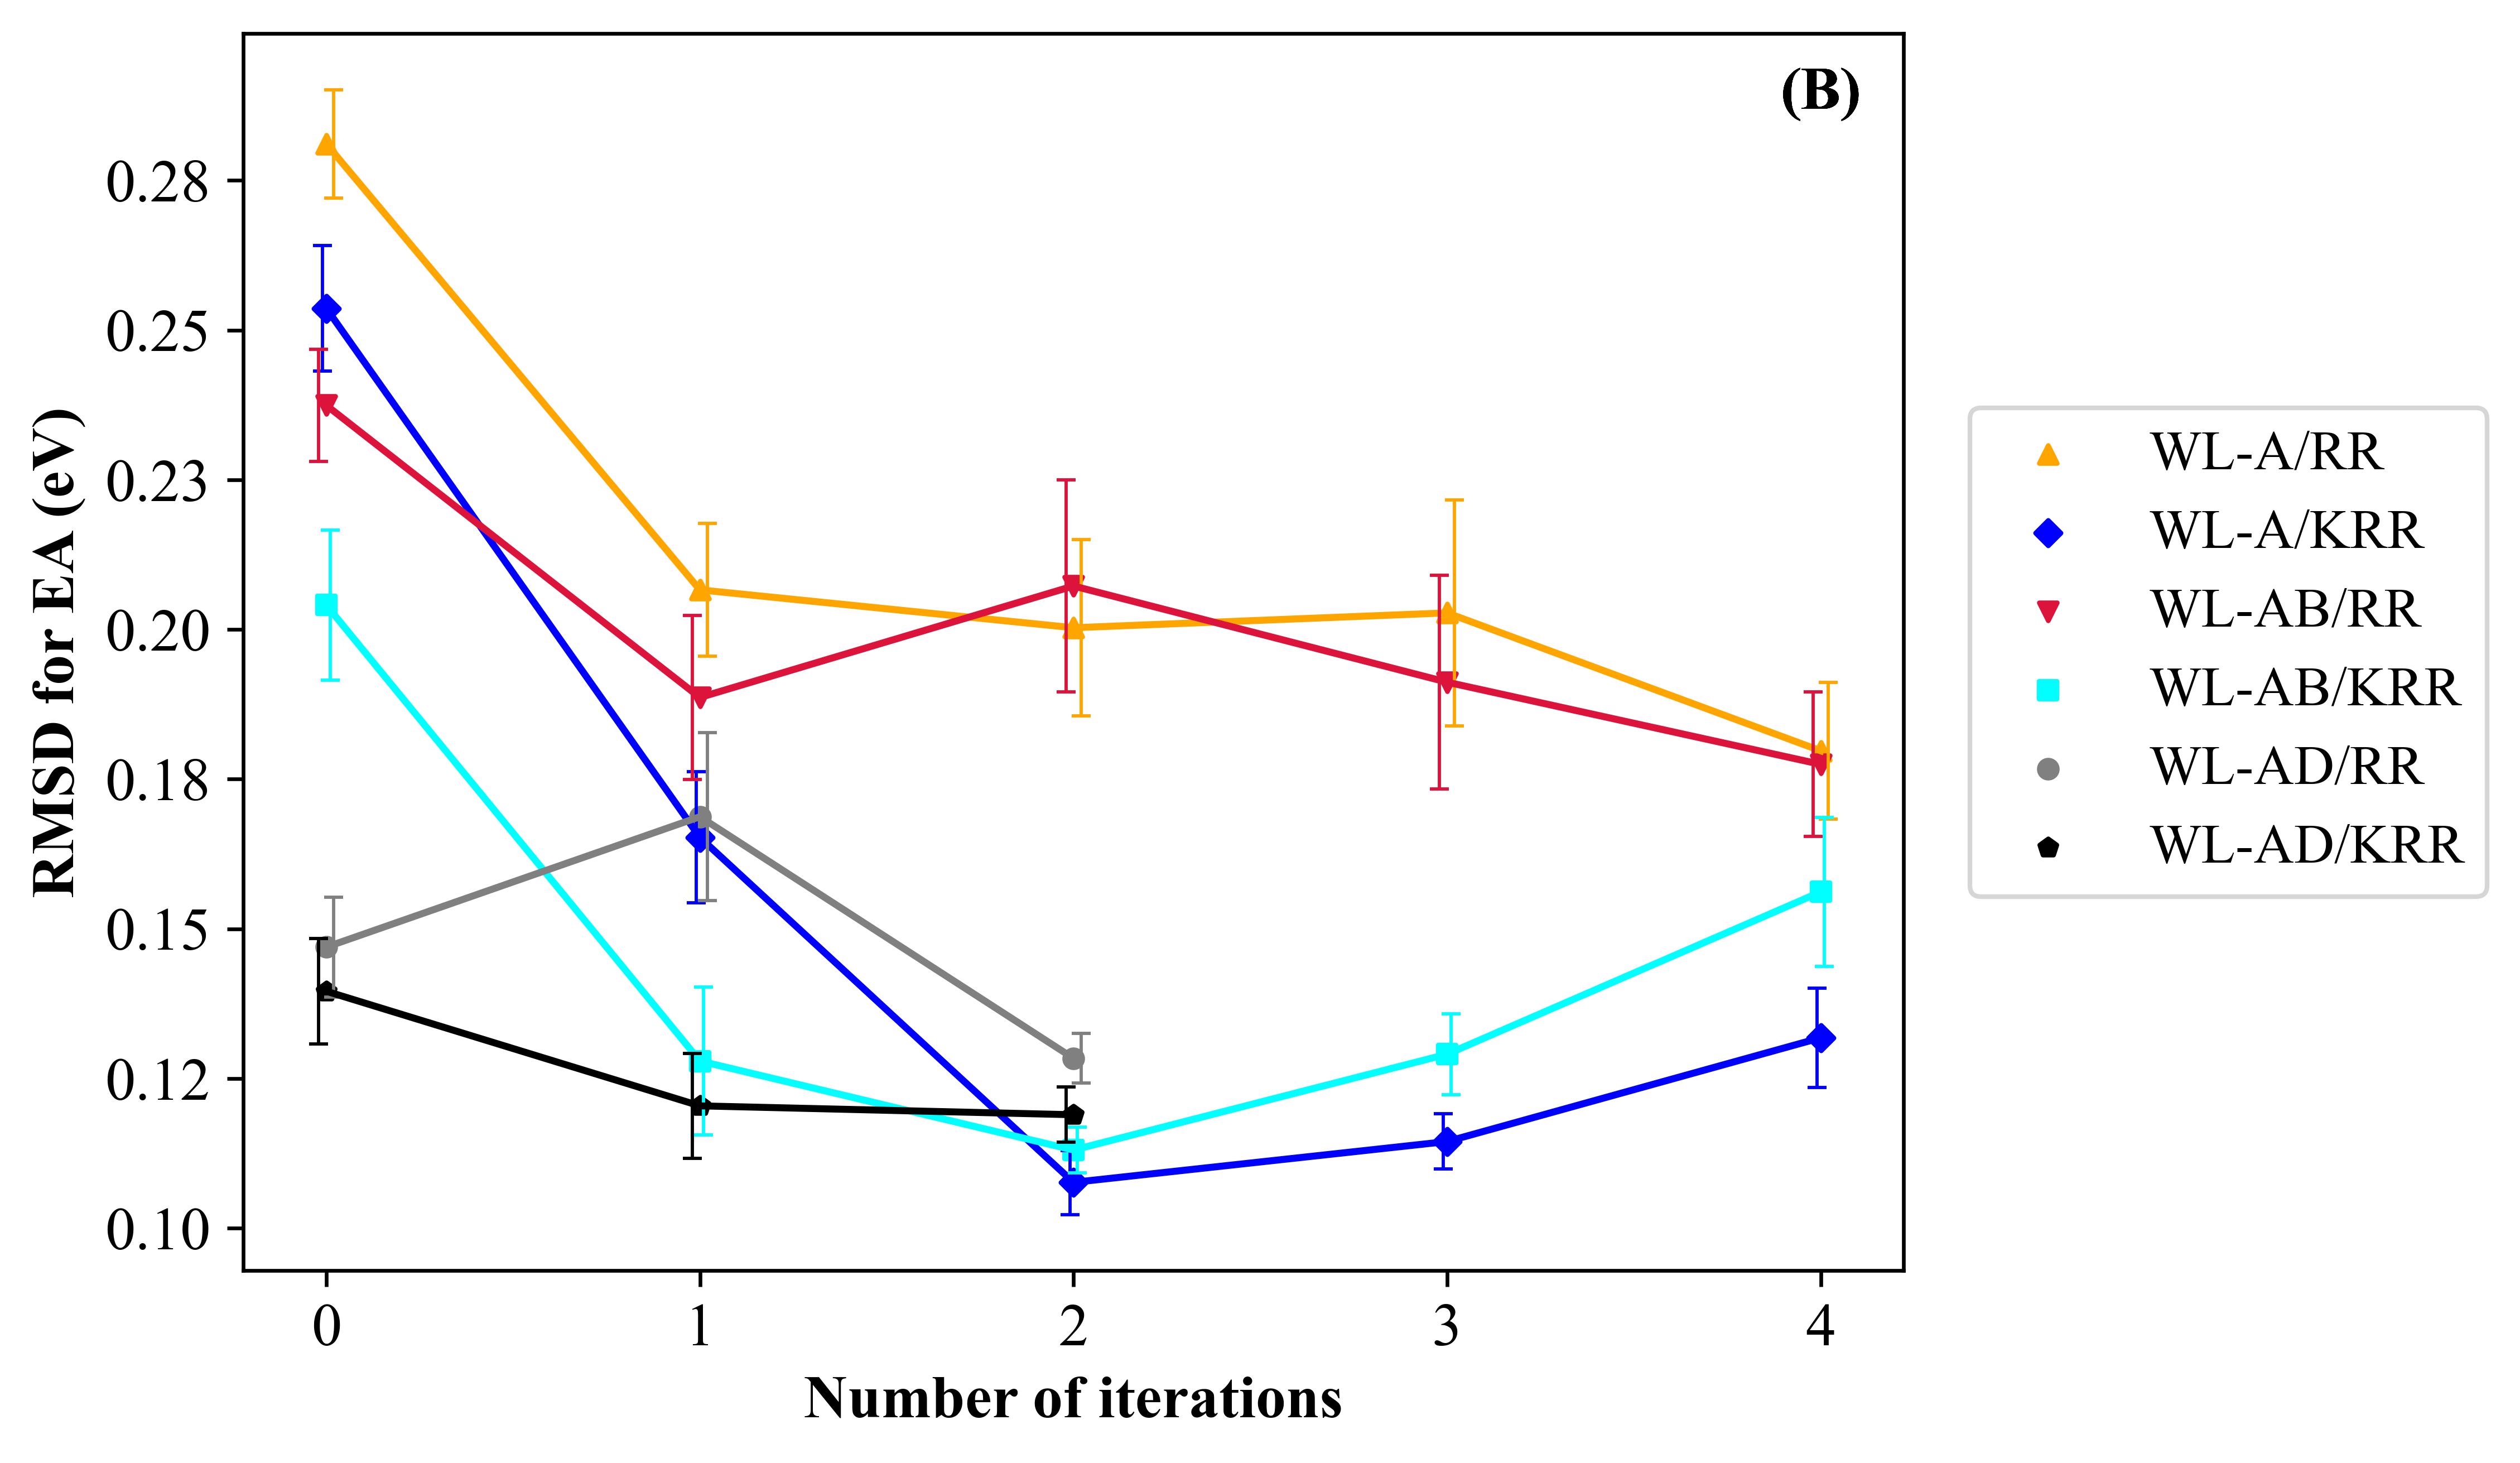 (B)
RMSD for EA (eV)
0.28
0.25
0.23
0.20
0.18
0.15
0.12
0.10
0 1 2 3 4
Number of iterations
WL-A/RR
WL-A/KRR
WL-AB/RR
WL-AB/KRR
WL-AD/RR
WL-AD/KRR